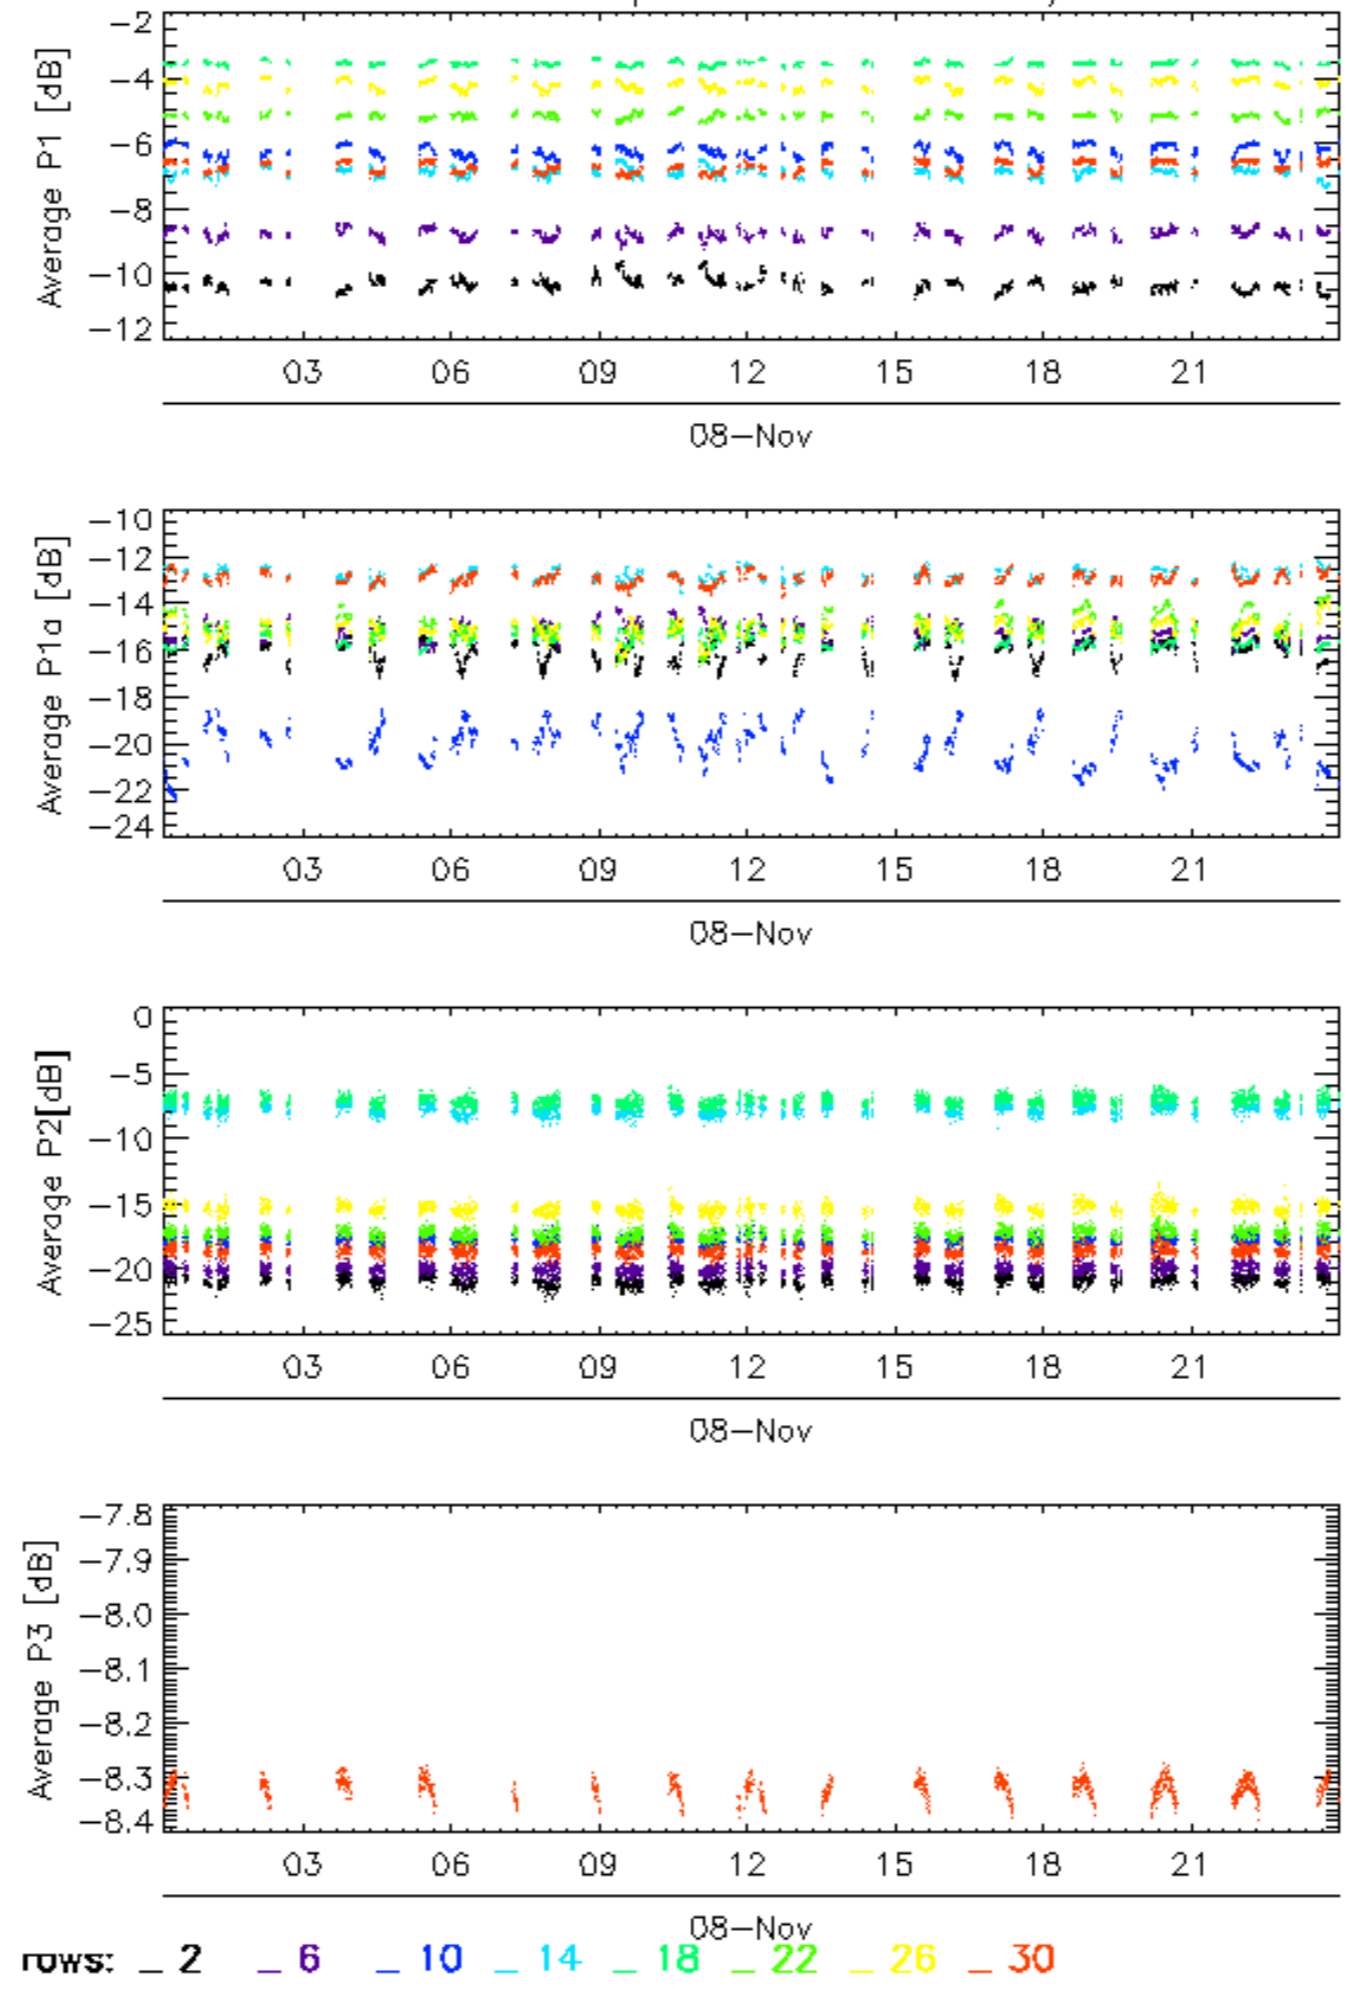 Average P1 [dB]
−2
−4
−6
−8
−10
−12
03 06 09 12 15 18 21
08−Nov
Average P1a [dB]
−10
−12
−14
−16
−18
−20
−22
−24
03 06 09 12 15 18 21
08−Nov
Average P2[dB]
0
−5
−10
−15
−20
−25
03 06 09 12 15 18 21
08−Nov
Average P3 [dB]
−7.8
−7.9
−8.0
−8.1
−8.2
−8.3
−8.4
03 06 09 12 15 18 21
08−Nov
rows: _ 2 _ 6 _ 10 _ 14 _ 18 _ 22 _ 26 _ 30